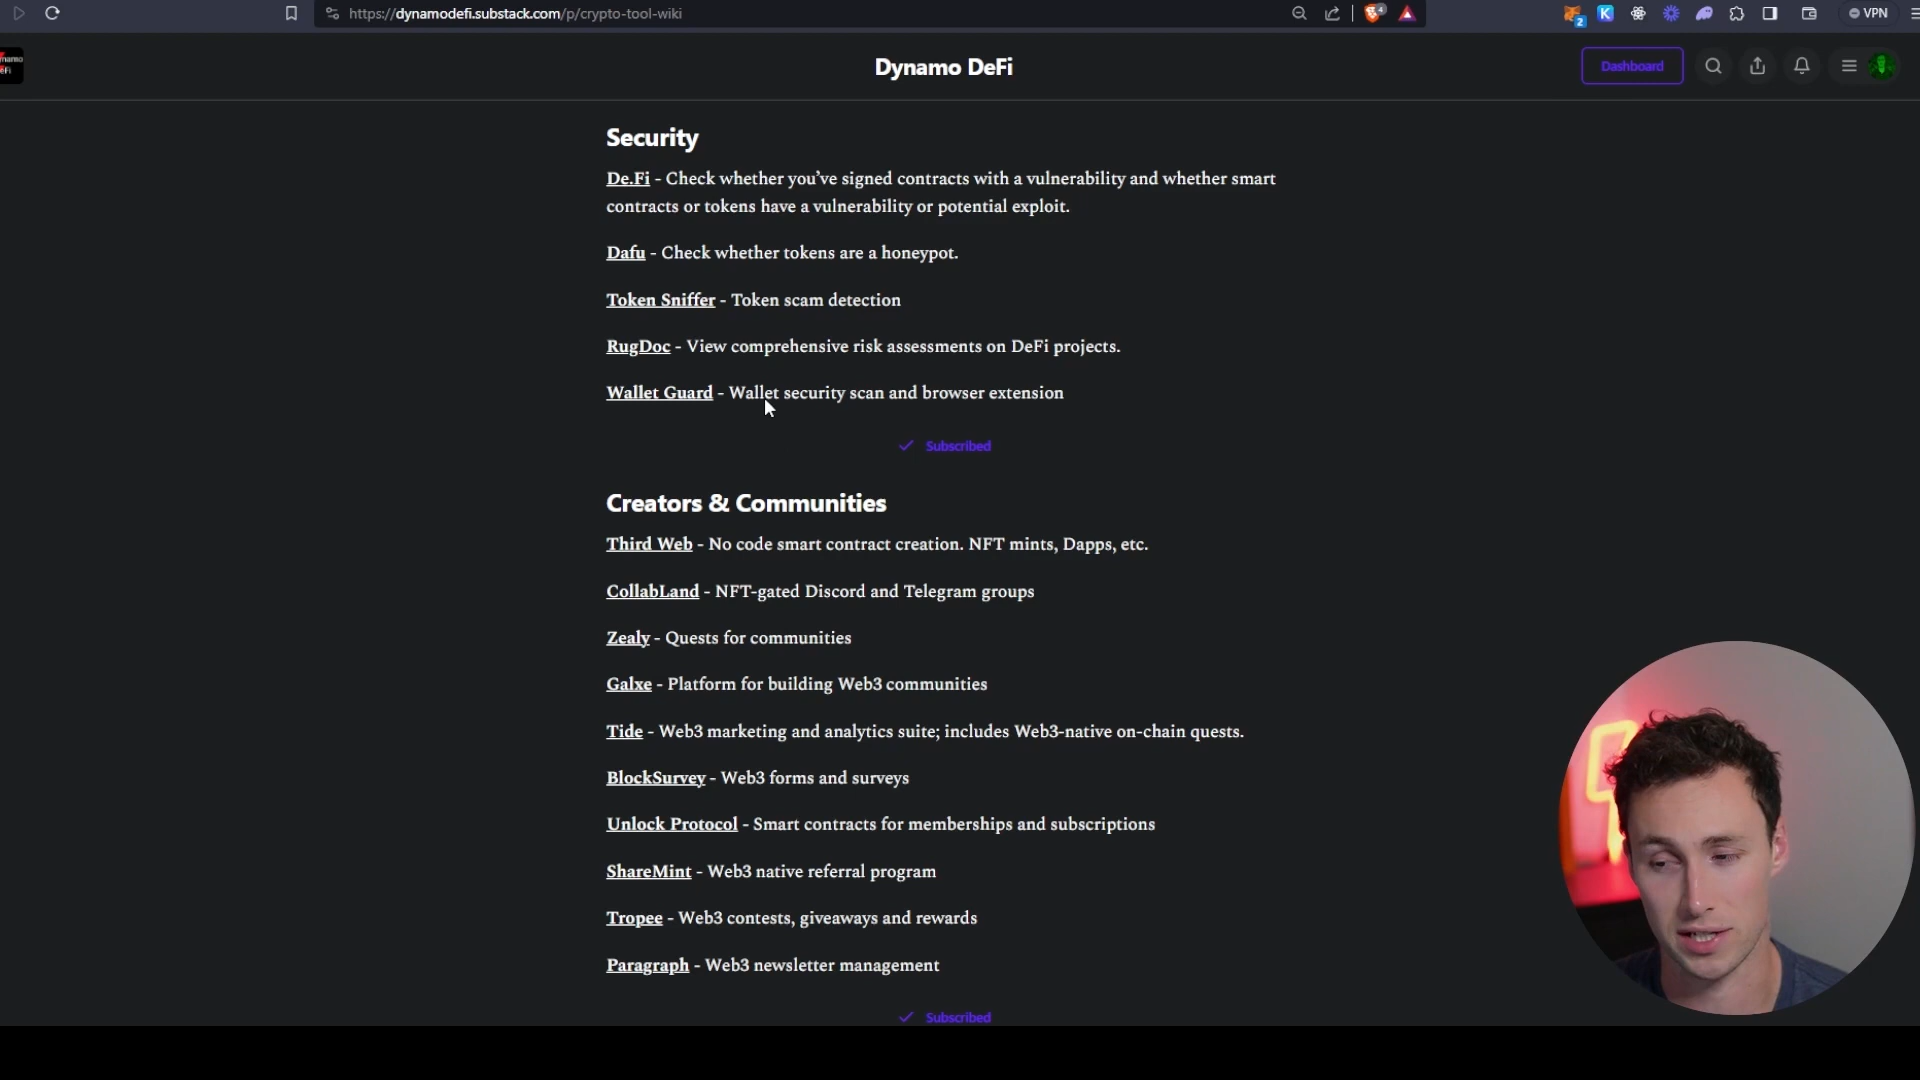 https://dynamodefi.substack.com/p/crypto-tool-wiki
4
2
VPN
Dynamo DeFi
Dashboard
Security
De.Fi - Check whether you’ve signed contracts with a vulnerability and whether smart
contracts or tokens have a vulnerability or potential exploit.
Dafu - Check whether tokens are a honeypot.
Token Sniffer - Token scam detection
RugDoc - View comprehensive risk assessments on DeFi projects.
Wallet Guard - Wallet security scan and browser extension
Subscribed
Creators & Communities
Third Web - No code smart contract creation. NFT mints, Dapps, etc.
CollabLand - NFT-gated Discord and Telegram groups
Zealy - Quests for communities
Galxe - Platform for building Web3 communities
Tide - Web3 marketing and analytics suite; includes Web3-native on-chain quests.
BlockSurvey - Web3 forms and surveys
Unlock Protocol - Smart contracts for memberships and subscriptions
ShareMint - Web3 native referral program
Tropee - Web3 contests, giveaways and rewards
Paragraph - Web3 newsletter management
Subscribed